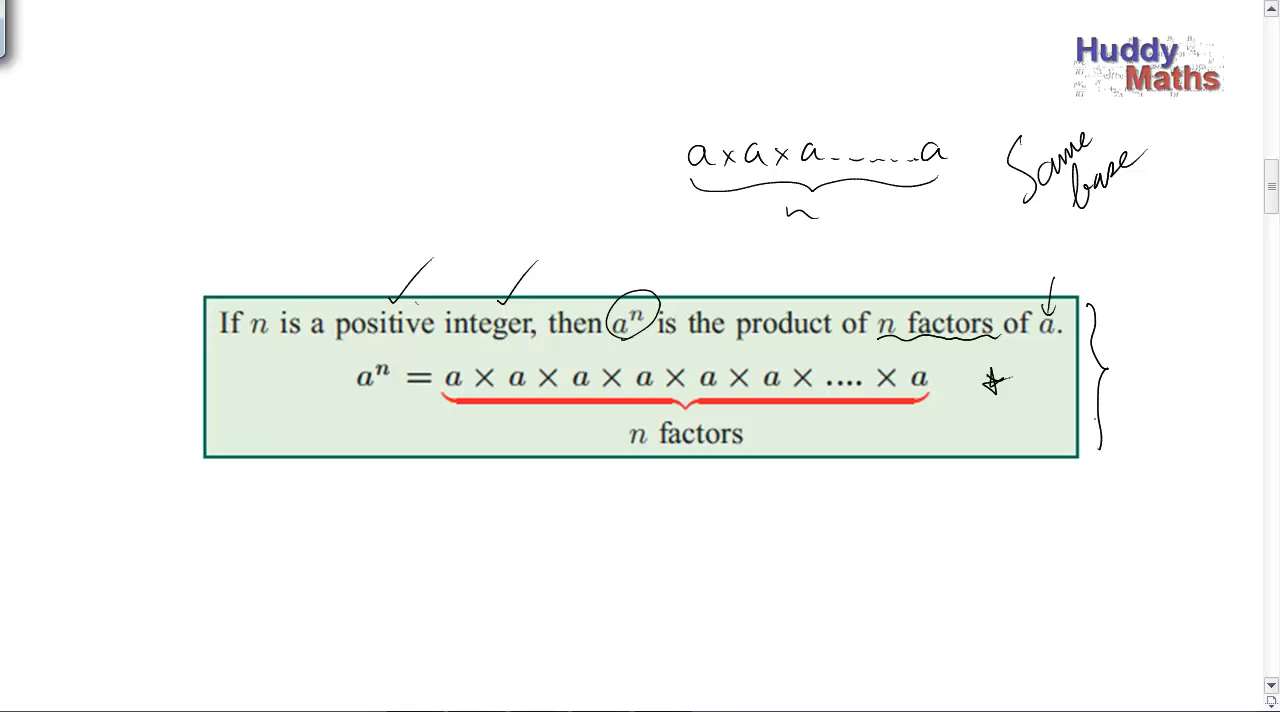 Huddy
Maths
a × a × a ...... a
n
Same
base
If n is a positive integer, then aⁿ is the product of n factors of a.
aⁿ = a × a × a × a × a × a × .... × a
n factors